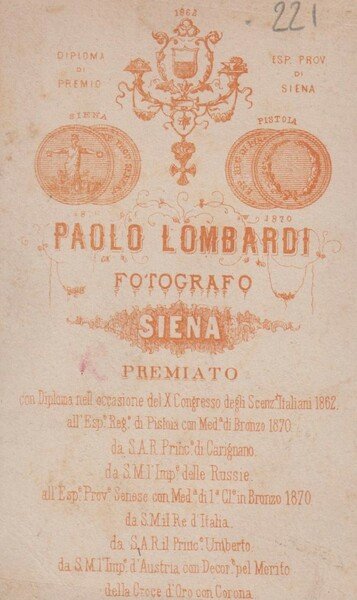 221
1862
DIPLOMA
DI
PREMIO
ESP. PROV
DI
SIENA
SIENA
PISTOIA
18
1870
PAOLO LOMBARDI
FOTOGRAFO
SIENA
PREMIATO
con Diploma nell'occasione del X Congresso degli Scenz.ti Italiani 1862.
all'Esp.e Reg.e di Pistoia con Med.a di Bronzo 1870.
da S.A.R. Princ.e di Carignano.
da S.M.l'Imp.e delle Russie.
all'Esp.e Prov.e Senese con Med.a di 1.a Cl.e in Bronzo 1870
da S.M.il Re d'Italia.
da S.A.R.il Princ.e Umberto.
da S.M.l'Imp.e d'Austria con Decor.e pel Merito
della Croce d'Oro con Corona.